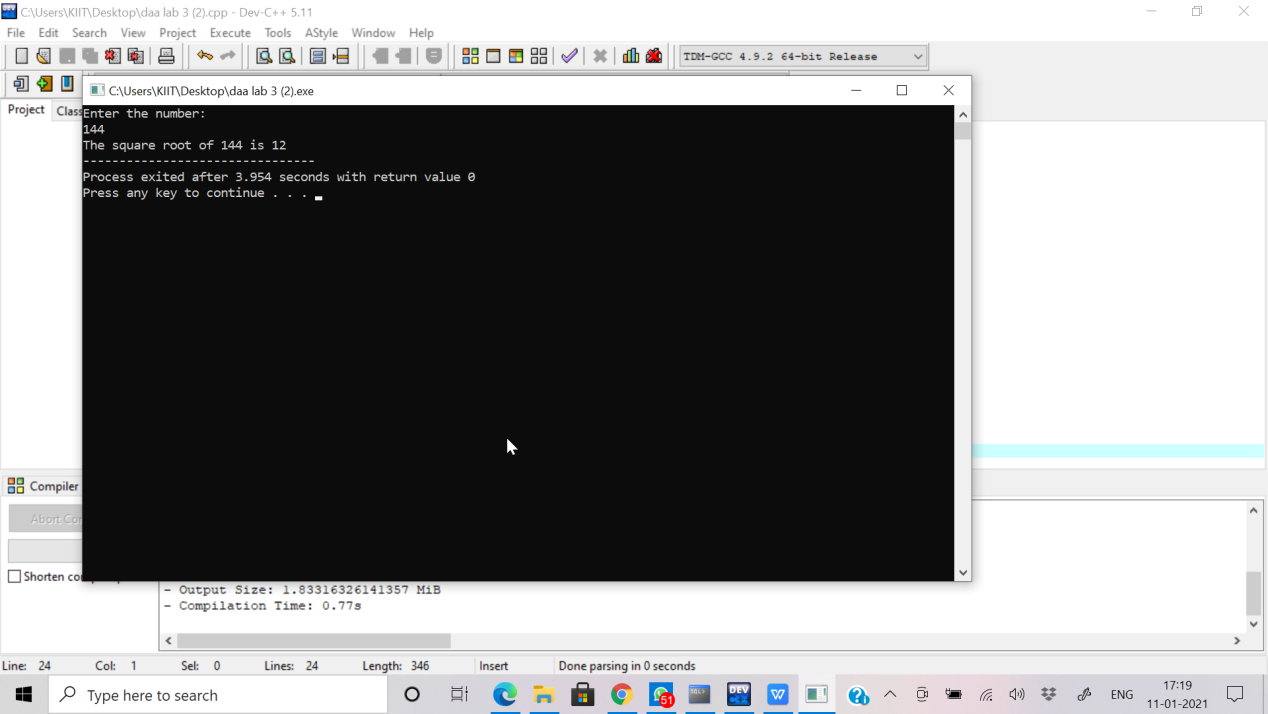 C:\Users\KIIT\Desktop\daa lab 3 (2).cpp - Dev-C++ 5.11
File Edit Search View Project Execute Tools AStyle Window Help
TDM-GCC 4.9.2 64-bit Release
C:\Users\KIIT\Desktop\daa lab 3 (2).exe
Project Class
Enter the number:
144
The square root of 144 is 12
--------------------------------
Process exited after 3.954 seconds with return value 0
Press any key to continue . . .
Compiler
Abort Con
Shorten co
- Output Size: 1.83316326141357 MiB
- Compilation Time: 0.77s
Line: 24 Col: 1 Sel: 0 Lines: 24 Length: 346 Insert Done parsing in 0 seconds
Type here to search
51
DEV
W
ENG
17:19
11-01-2021